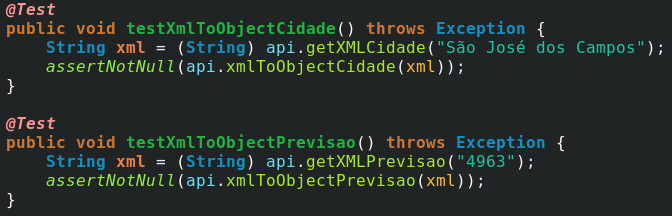 @Test
public void testXmlToObjectCidade() throws Exception {
    String xml = (String) api.getXMLCidade("São José dos Campos");
    assertNotNull(api.xmlToObjectCidade(xml));
}
@Test
public void testXmlToObjectPrevisao() throws Exception {
    String xml = (String) api.getXMLPrevisao("4963");
    assertNotNull(api.xmlToObjectPrevisao(xml));
}